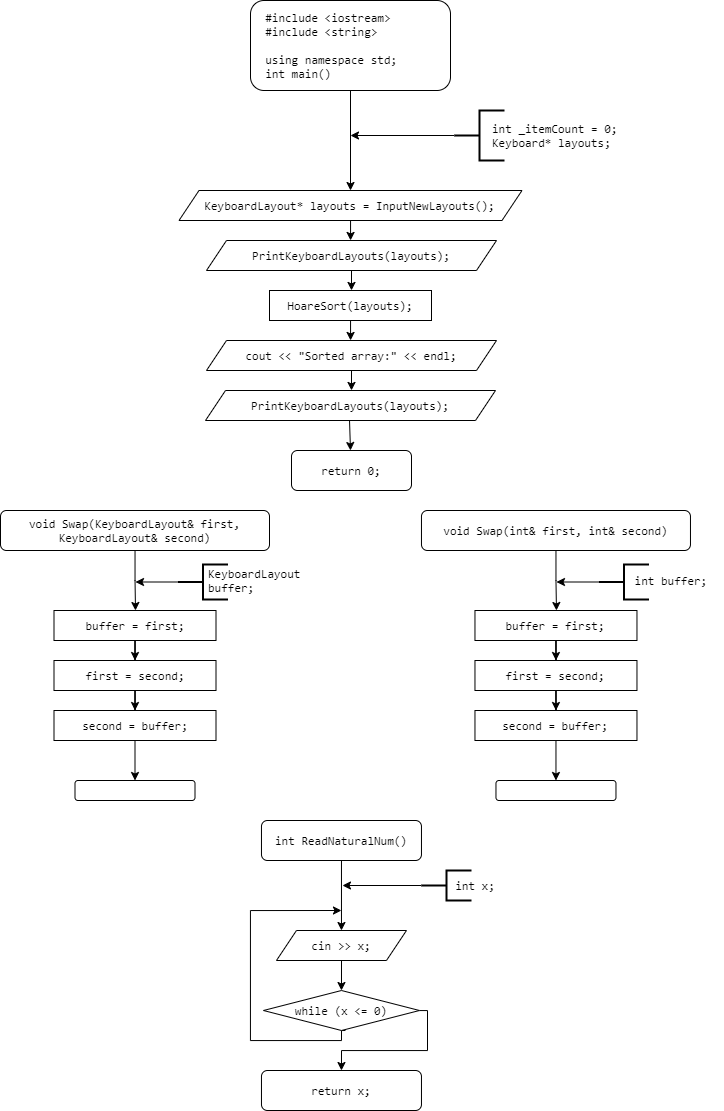 #include <iostream>
#include <string>
using namespace std;
int main()
int _itemCount = 0;
Keyboard* layouts;
KeyboardLayout* layouts = InputNewLayouts();
PrintKeyboardLayouts(layouts);
HoareSort(layouts);
cout << "Sorted array:" << endl;
PrintKeyboardLayouts(layouts);
return 0;
void Swap(KeyboardLayout& first,
KeyboardLayout& second)
KeyboardLayout
buffer;
buffer = first;
first = second;
second = buffer;
void Swap(int& first, int& second)
int buffer;
buffer = first;
first = second;
second = buffer;
int ReadNaturalNum()
int x;
cin >> x;
while (x <= 0)
return x;